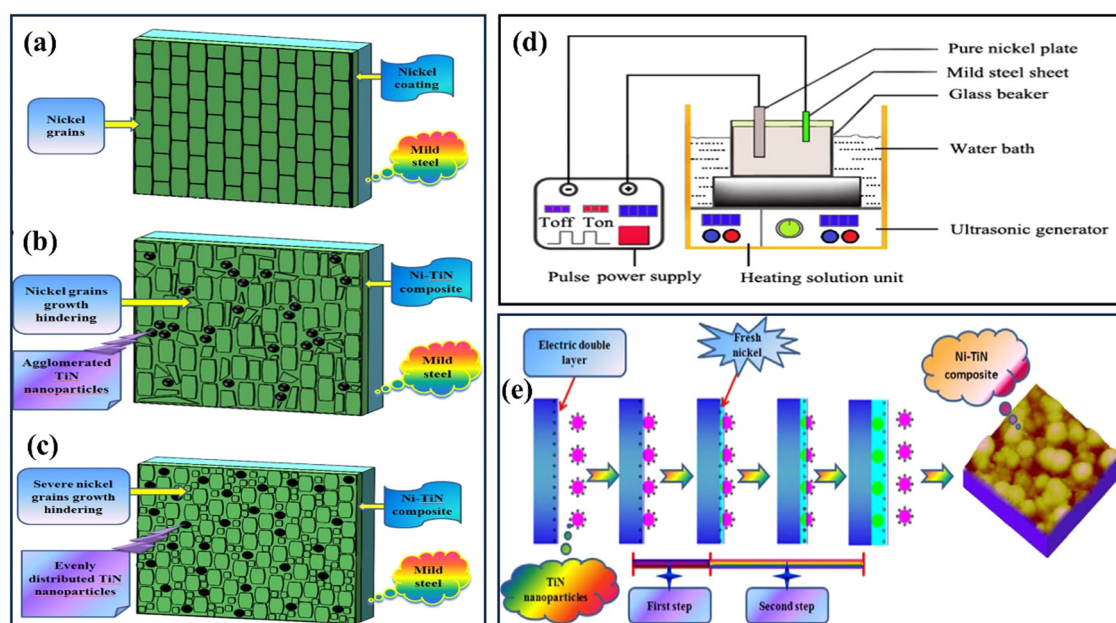 (a)
Nickel
coating
Nickel
grains
Mild
steel
(b)
Ni-TiN
composite
Nickel grains
growth
hindering
Agglomerated
TiN
nanoparticles
Mild
steel
(c)
Severe nickel
grains growth
hindering
Ni-TiN
composite
Evenly
distributed TiN
nanoparticles
Mild
steel
(d)
Pure nickel plate
Mild steel sheet
Glass beaker
Water bath
Toff Ton
Ultrasonic generator
Pulse power supply
Heating solution unit
(e)
Electric double
layer
Fresh
nickel
Ni-TiN
composite
TiN
nanoparticles
First step
Second step